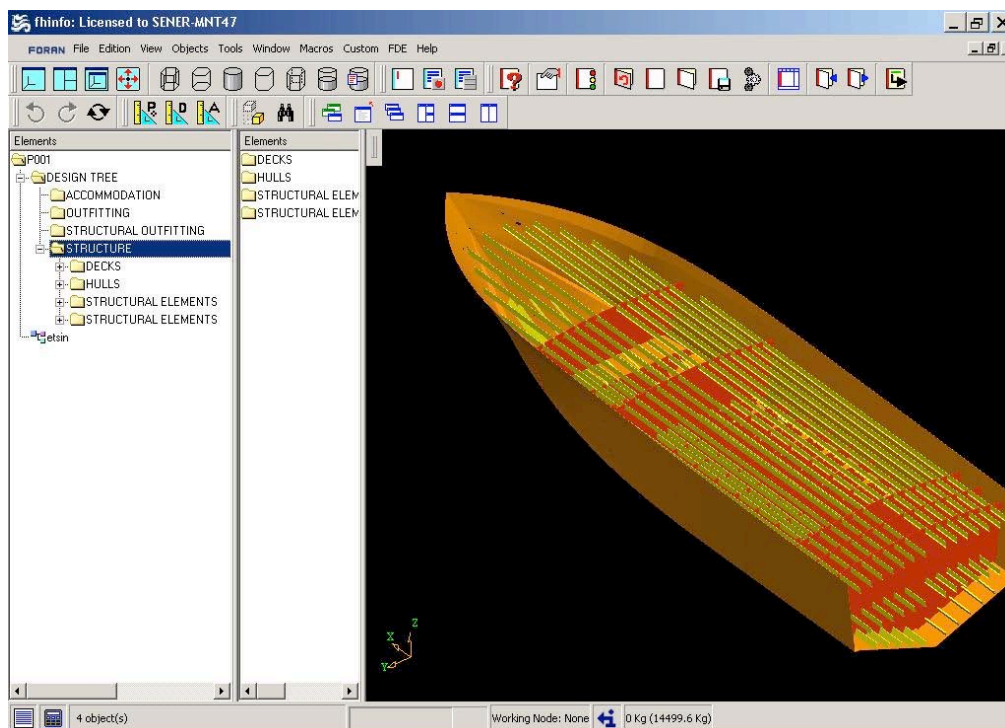 fhinfo: Licensed to SENER-MNT47
FORAN File Edition View Objects Tools Window Macros Custom FDE Help
P D A
Elements
P001
DESIGN TREE
ACCOMMODATION
OUTFITTING
STRUCTURAL OUTFITTING
STRUCTURE
DECKS
HULLS
STRUCTURAL ELEMENTS
STRUCTURAL ELEMENTS
etsin
Elements
DECKS
HULLS
STRUCTURAL ELEM
STRUCTURAL ELEM
Z
X
Y
4 object(s)
Working Node: None
0 Kg (14499.6 Kg)